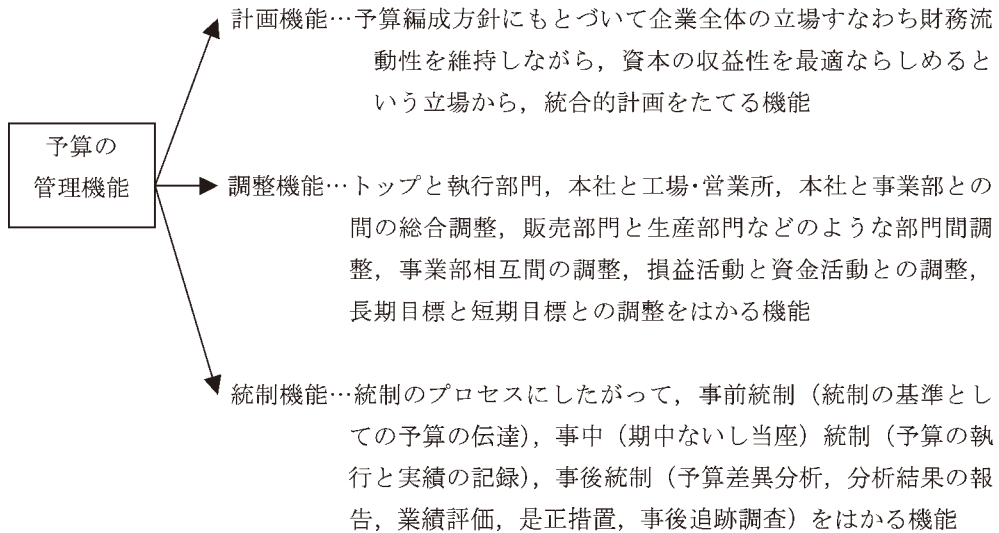 計画機能…予算編成方針にもとづいて企業全体の立場すなわち財務流
動性を維持しながら，資本の収益性を最適ならしめると
いう立場から，統合的計画をたてる機能
予算の
管理機能
調整機能…トップと執行部門，本社と工場・営業所，本社と事業部との
間の総合調整，販売部門と生産部門などのような部門間調
整，事業部相互間の調整，損益活動と資金活動との調整，
長期目標と短期目標との調整をはかる機能
統制機能…統制のプロセスにしたがって，事前統制（統制の基準とし
ての予算の伝達），事中（期中ないし当座）統制（予算の執
行と実績の記録），事後統制（予算差異分析，分析結果の報
告，業績評価，是正措置，事後追跡調査）をはかる機能